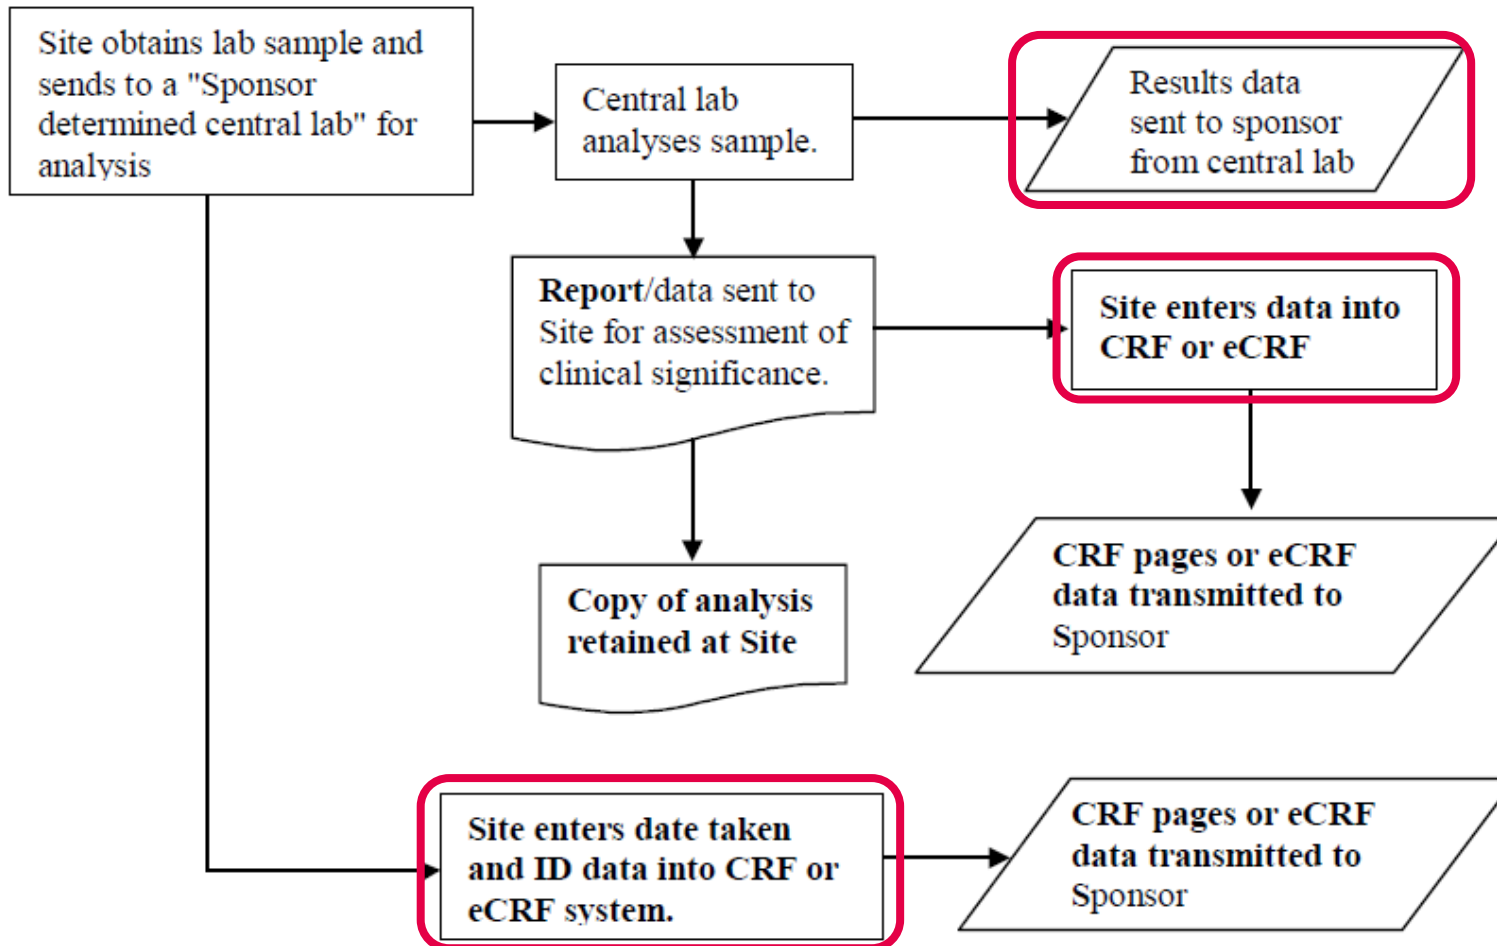 Site obtains lab sample and
sends to a "Sponsor
determined central lab" for
analysis
Central lab
analyses sample.
Results data
sent to sponsor
from central lab
Report/data sent to
Site for assessment of
clinical significance.
Site enters data into
CRF or eCRF
Copy of analysis
retained at Site
CRF pages or eCRF
data transmitted to
Sponsor
Site enters date taken
and ID data into CRF or
eCRF system.
CRF pages or eCRF
data transmitted to
Sponsor